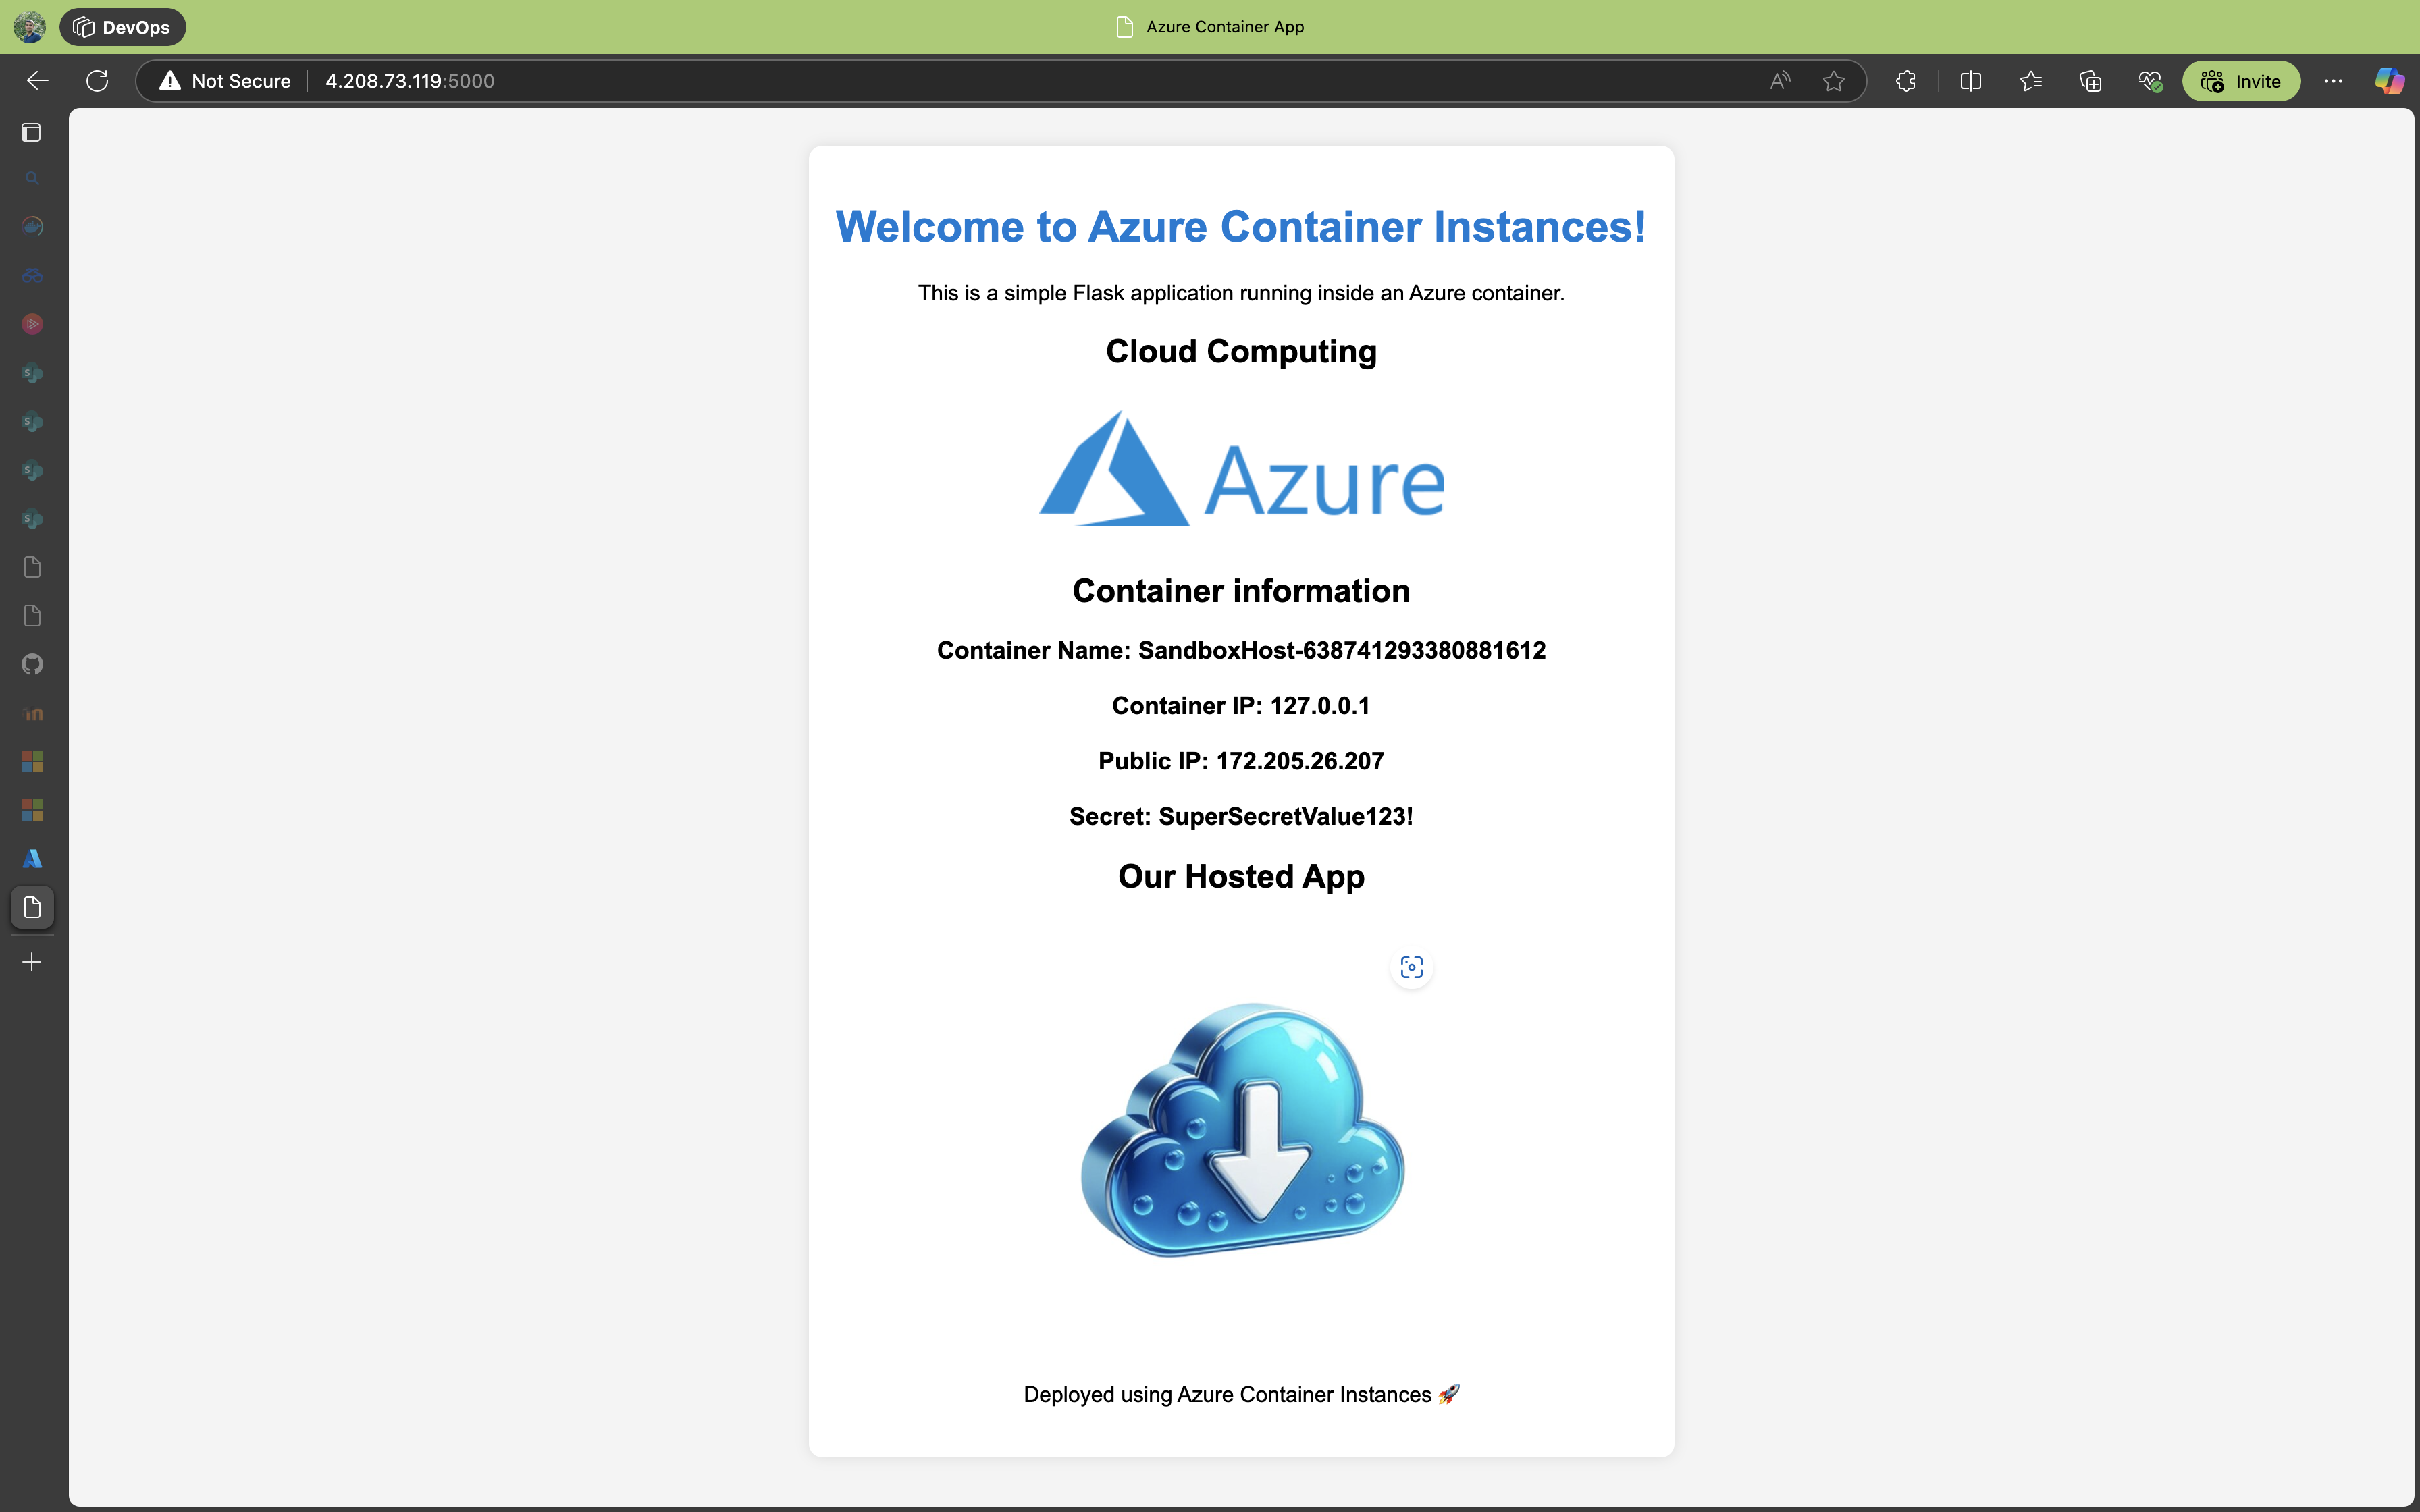 DevOps
Azure Container App
Not Secure
4.208.73.119:5000
Invite
Welcome to Azure Container Instances!
This is a simple Flask application running inside an Azure container.
Cloud Computing
Azure
Container information
Container Name: SandboxHost-638741293380881612
Container IP: 127.0.0.1
Public IP: 172.205.26.207
Secret: SuperSecretValue123!
Our Hosted App
Deployed using Azure Container Instances 🚀